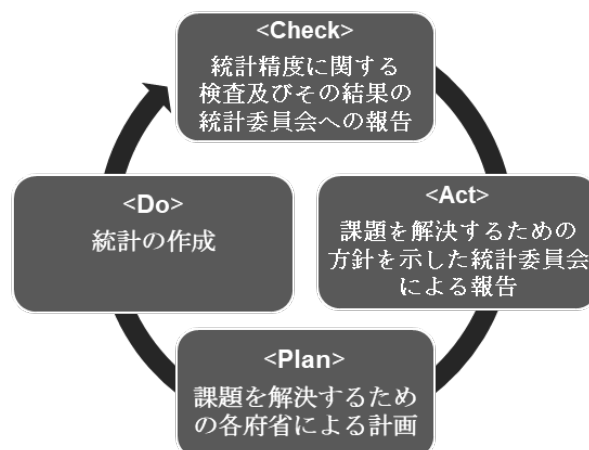 <Check>
統計精度に関する
検査及びその結果の
統計委員会への報告
<Act>
課題を解決するための
方針を示した統計委員会
による報告
<Plan>
課題を解決するため
の各府省による計画
<Do>
統計の作成